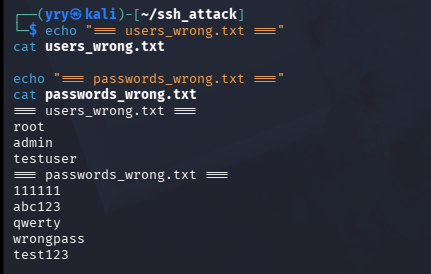 ┌──(yry㉿kali)-[~/ssh_attack]
└─$ echo "=== users_wrong.txt ==="
cat users_wrong.txt
echo "=== passwords_wrong.txt ==="
cat passwords_wrong.txt
=== users_wrong.txt ===
root
admin
testuser
=== passwords_wrong.txt ===
111111
abc123
qwerty
wrongpass
test123